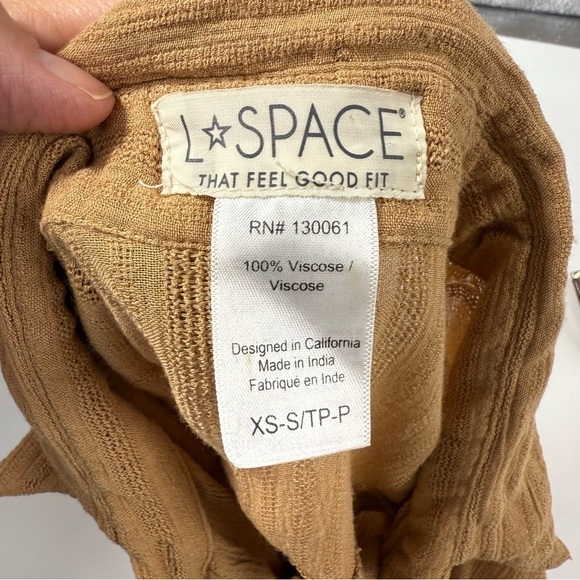 L☆SPACE®
THAT FEEL GOOD FIT
RN# 130061
100% Viscose /
Viscose
Designed in California
Made in India
Fabriqué en Inde
XS-S/TP-P